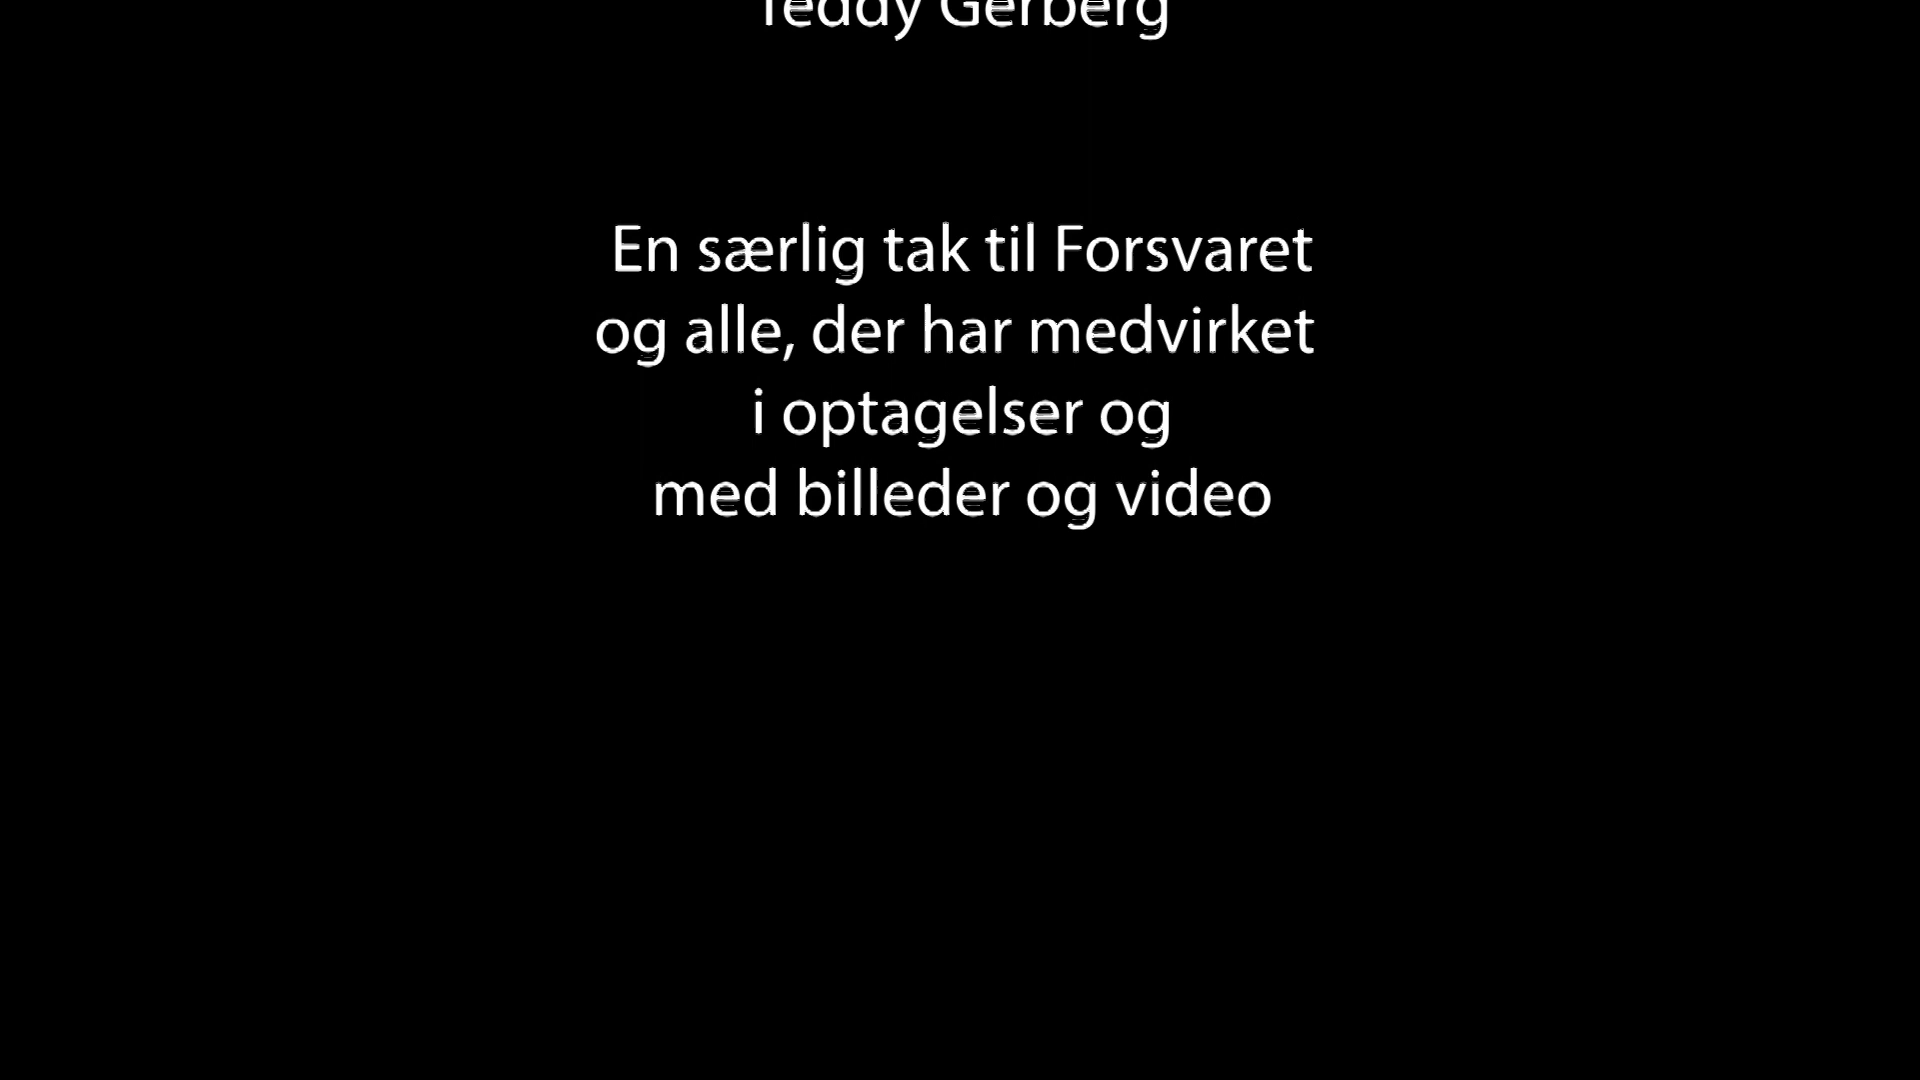 Teddy Gerberg
En særlig tak til Forsvaret
og alle, der har medvirket
i optagelser og
med billeder og video